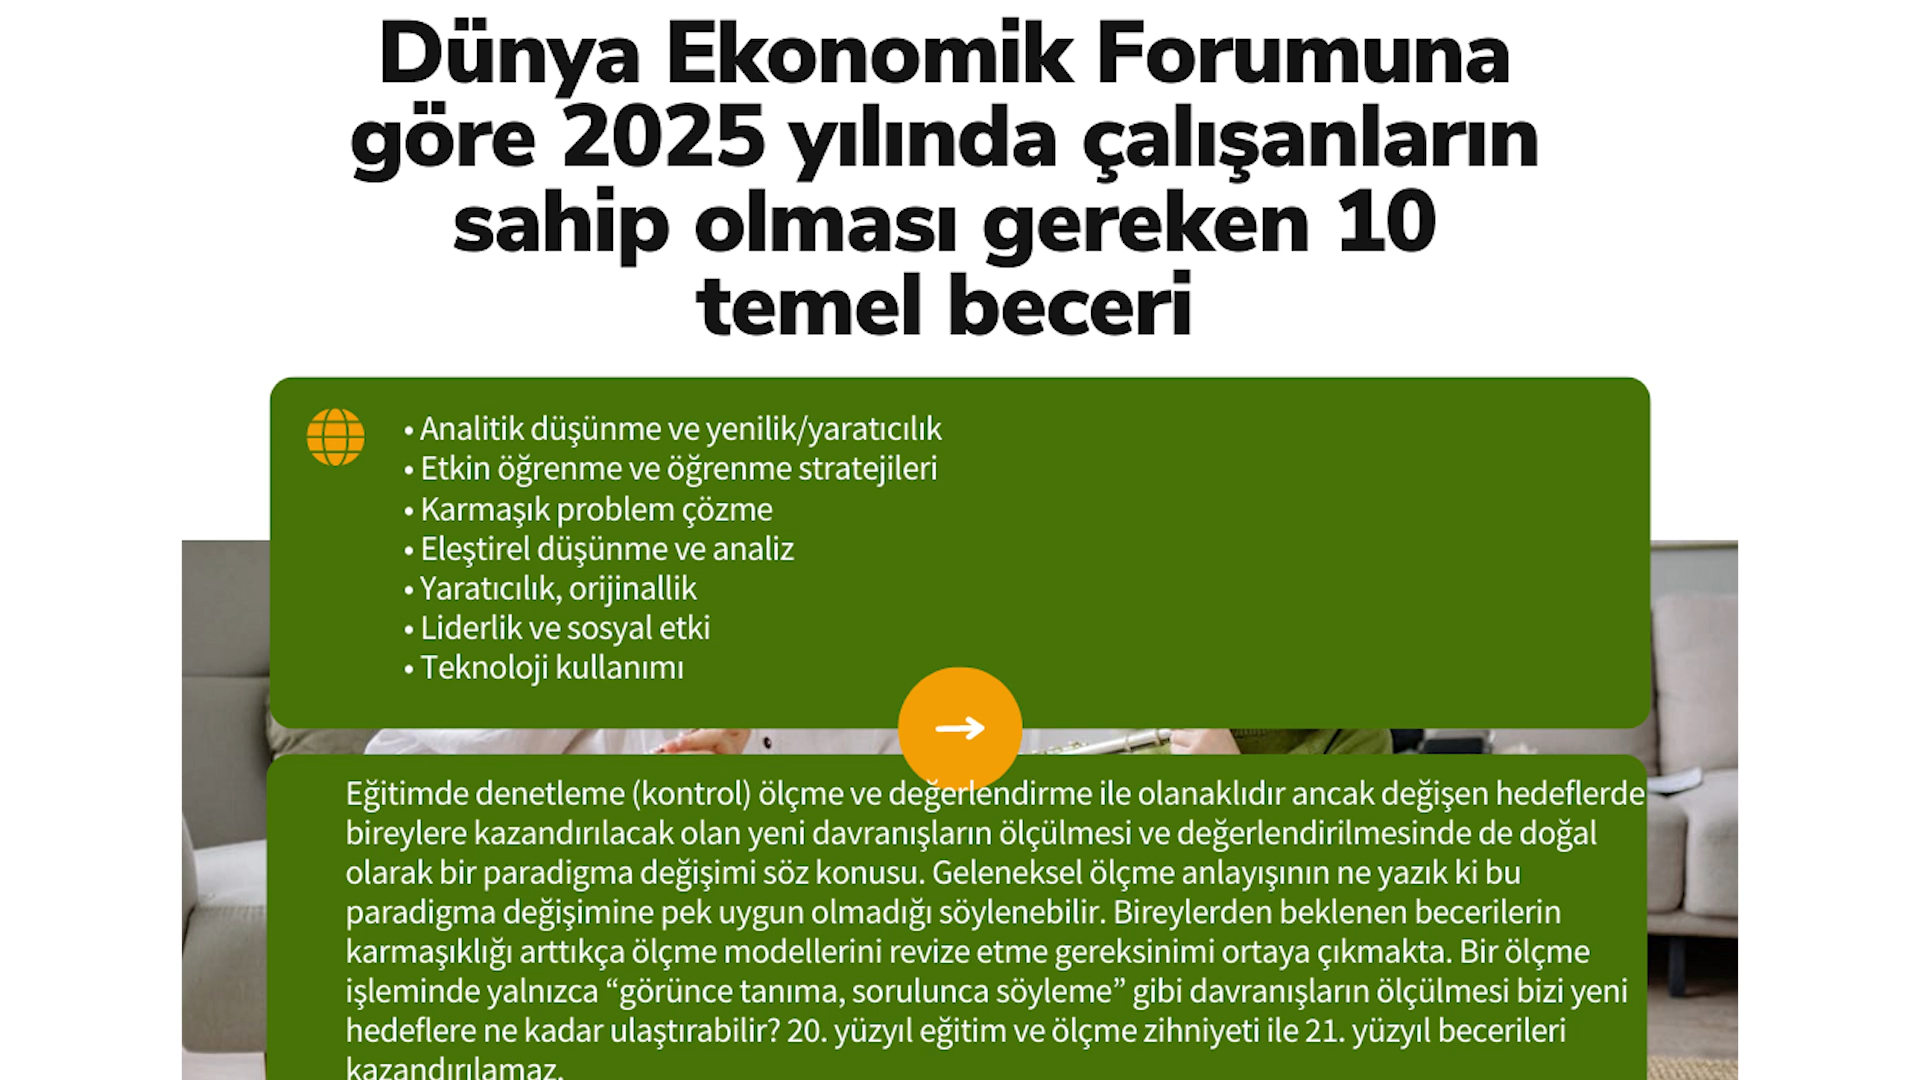 Dünya Ekonomik Forumuna
göre 2025 yılında çalışanların
sahip olması gereken 10
temel beceri
• Analitik düşünme ve yenilik/yaratıcılık
• Etkin öğrenme ve öğrenme stratejileri
• Karmaşık problem çözme
• Eleştirel düşünme ve analiz
• Yaratıcılık, orijinallik
• Liderlik ve sosyal etki
• Teknoloji kullanımı
Eğitimde denetleme (kontrol) ölçme ve değerlendirme ile olanaklıdır ancak değişen hedeflerde
bireylere kazandırılacak olan yeni davranışların ölçülmesi ve değerlendirilmesinde de doğal
olarak bir paradigma değişimi söz konusu. Geleneksel ölçme anlayışının ne yazık ki bu
paradigma değişimine pek uygun olmadığı söylenebilir. Bireylerden beklenen becerilerin
karmaşıklığı arttıkça ölçme modellerini revize etme gereksinimi ortaya çıkmakta. Bir ölçme
işleminde yalnızca “görünce tanıma, sorulunca söyleme” gibi davranışların ölçülmesi bizi yeni
hedeflere ne kadar ulaştırabilir? 20. yüzyıl eğitim ve ölçme zihniyeti ile 21. yüzyıl becerileri
kazandırılamaz.